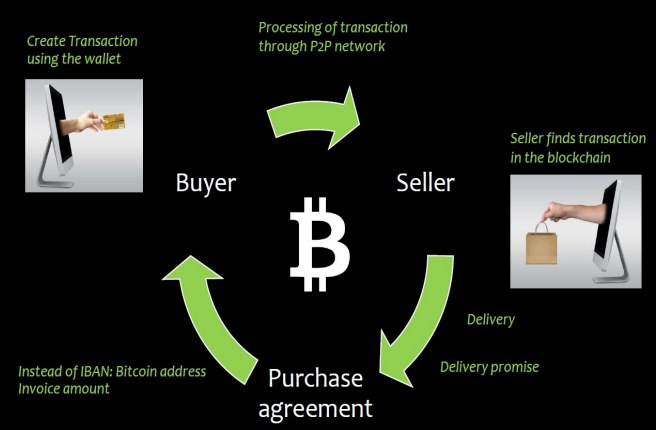 Processing of transaction
through P2P network
Create Transaction
using the wallet
Seller finds transaction
in the blockchain
Buyer
Seller
Delivery
Delivery promise
Instead of IBAN: Bitcoin address
Invoice amount
Purchase
agreement